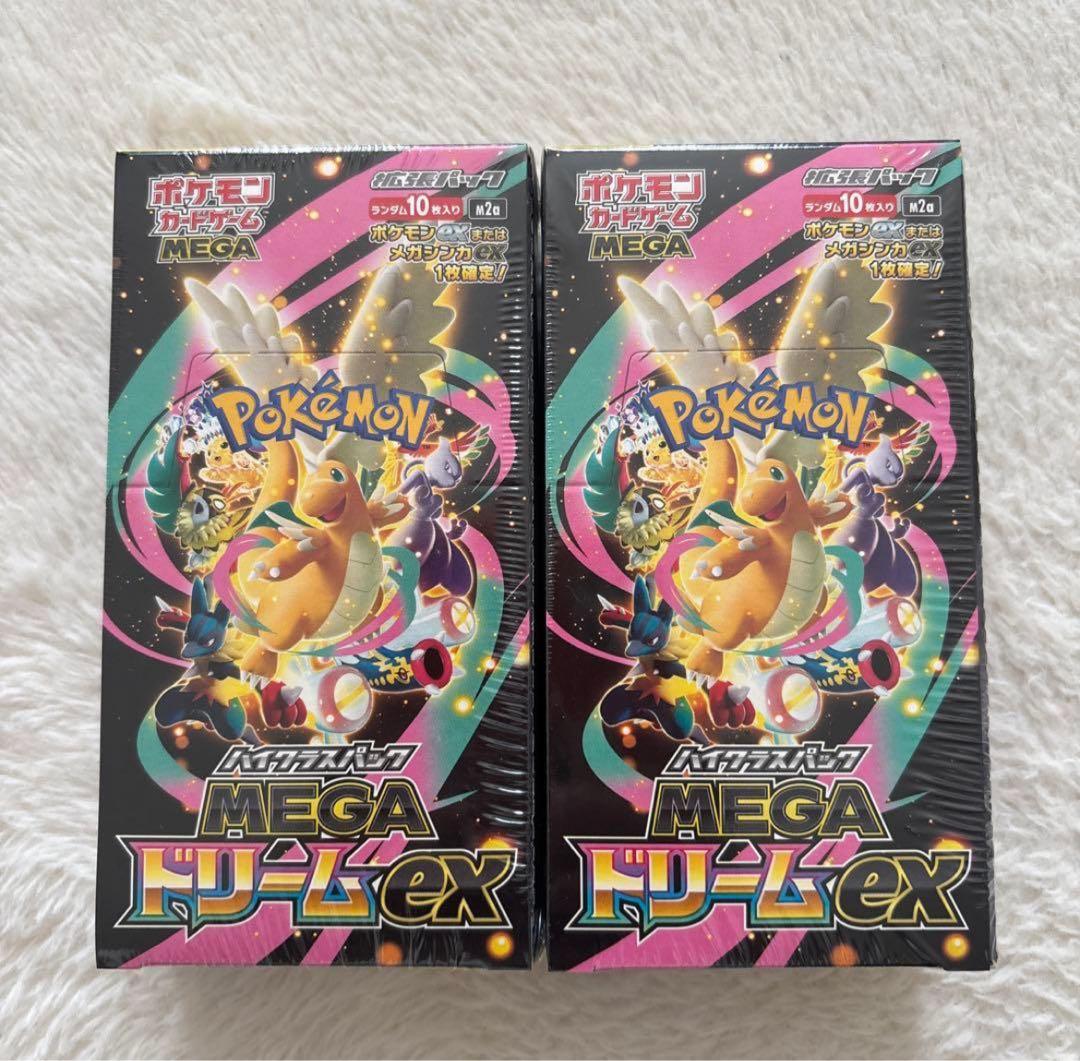 ポケモン
カードゲーム
MEGA
拡張パック
ランダム10枚入り M2a
ポケモンexまたは
メガシンカex
1枚確定!
POKéMON
TM
ハイクラスパック
MEGA
ドリームex
ポケモン
カードゲーム
MEGA
拡張パック
ランダム10枚入り M2a
ポケモンexまたは
メガシンカex
1枚確定!
POKéMON
TM
ハイクラスパック
MEGA
ドリームex